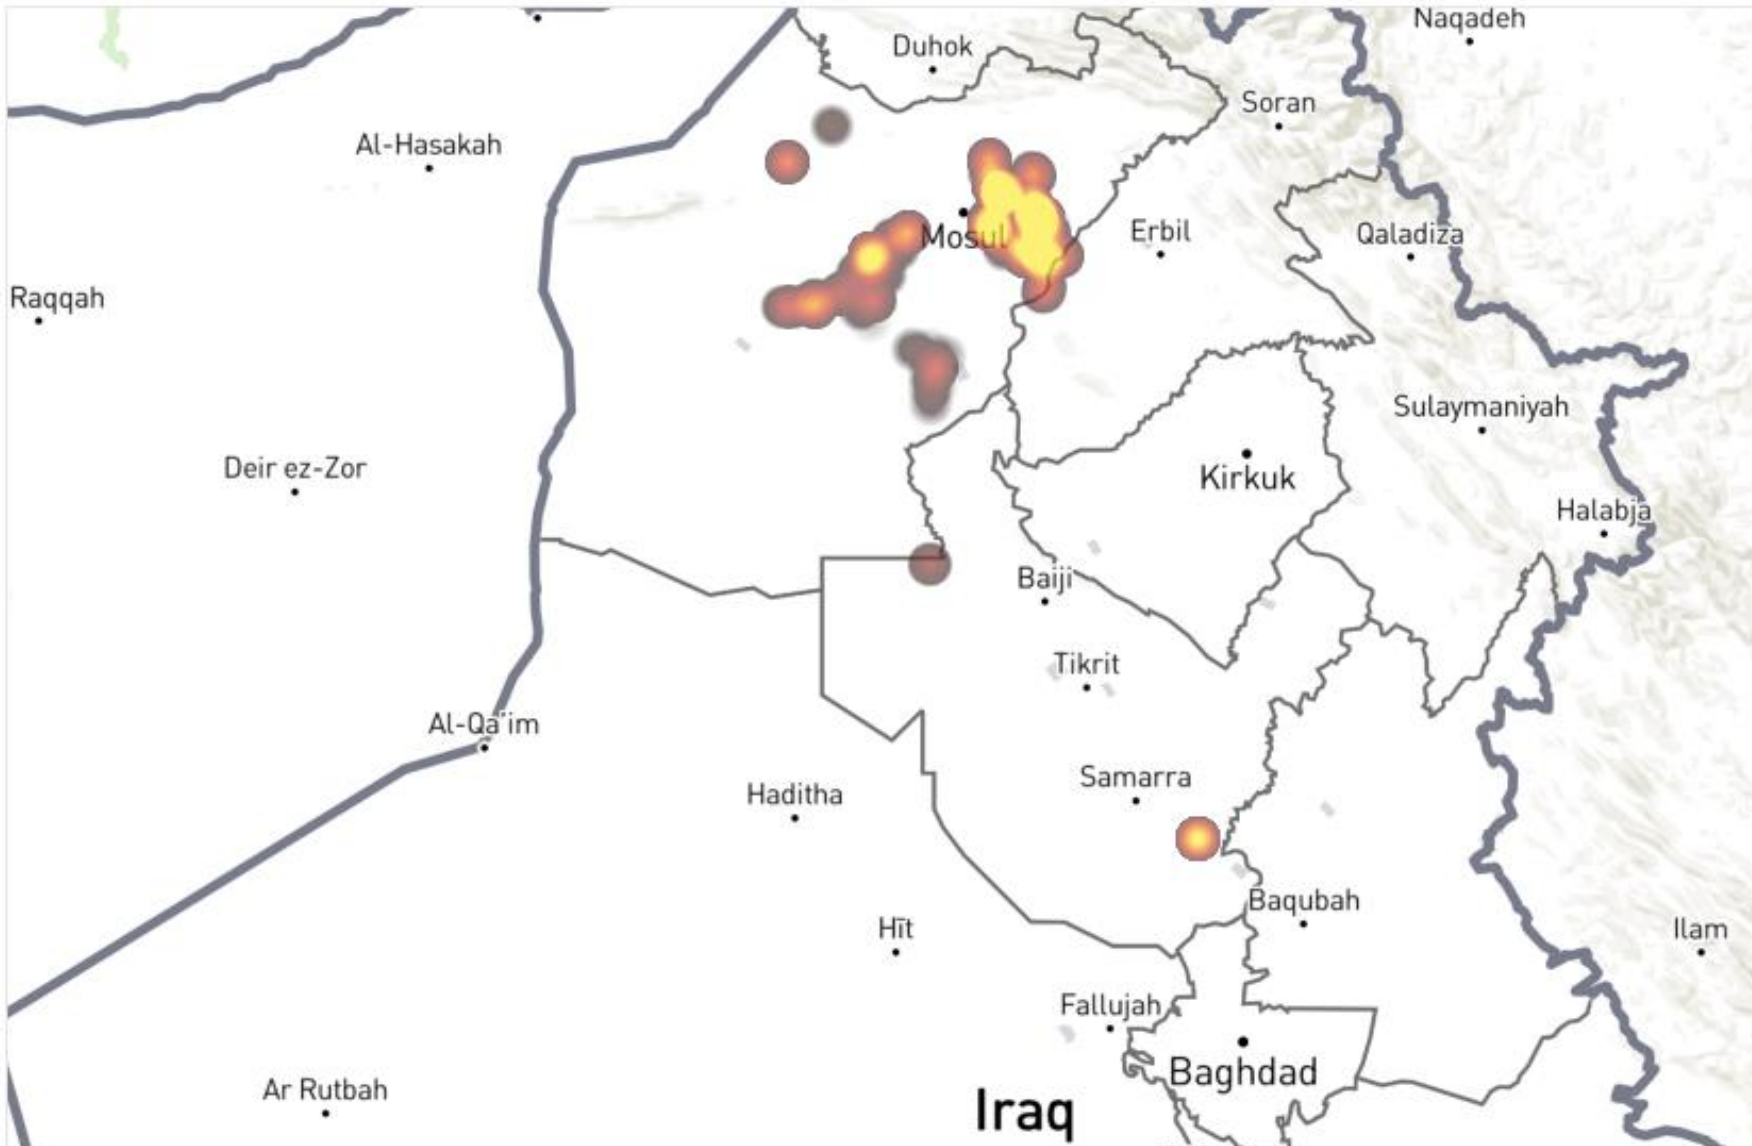 Naqadeh
Duhok
Soran
Al-Hasakah
Mosul
Erbil
Qaladiza
Raqqah
Sulaymaniyah
Deir ez-Zor
Kirkuk
Halabja
Baiji
Tikrit
Al-Qa'im
Samarra
Haditha
Baqubah
Hīt
Ilam
Fallujah
Baghdad
Ar Rutbah
Iraq